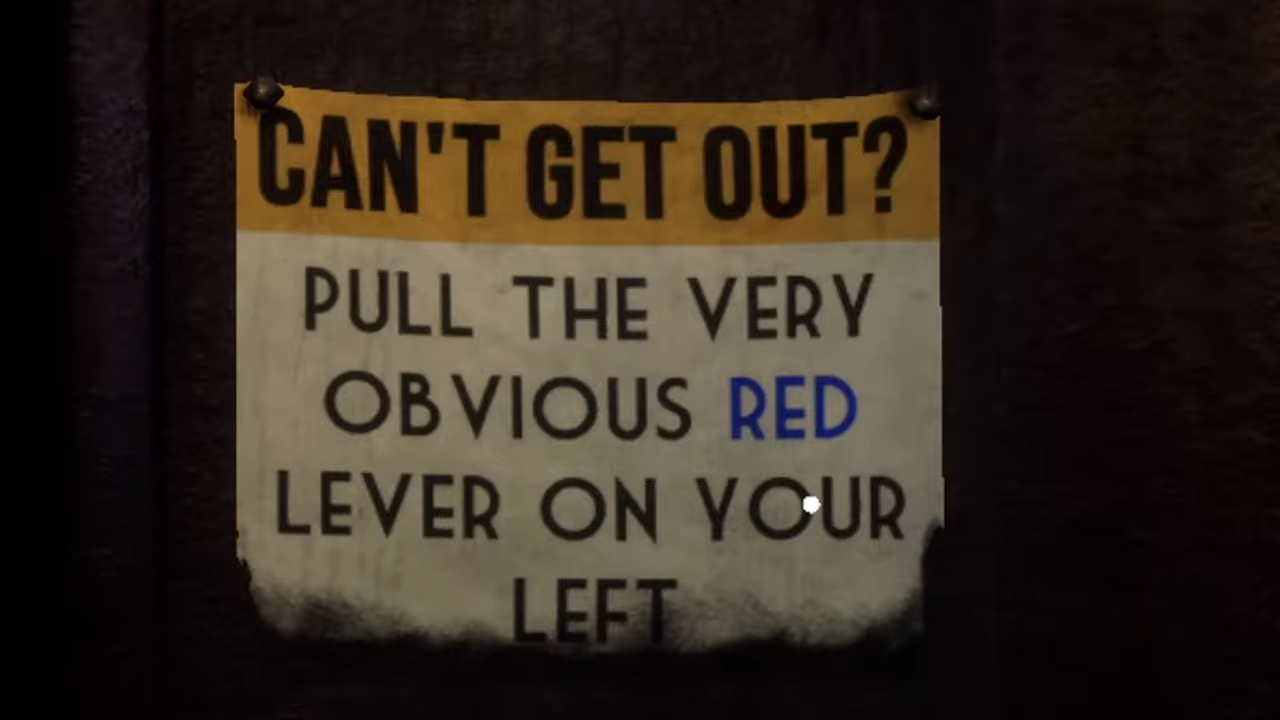 CAN'T GET OUT?
PULL THE VERY
OBVIOUS RED
LEVER ON YOUR
LEFT